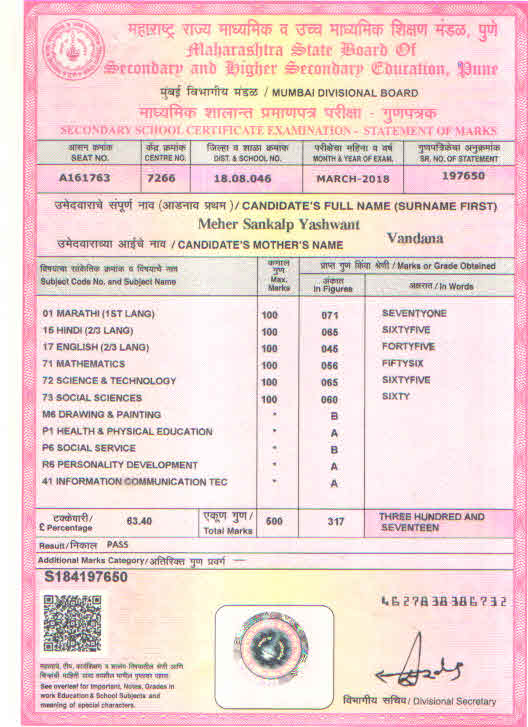 महाराष्ट्र राज्य माध्यमिक व उच्च माध्यमिक शिक्षण मंडळ, पुणे
Maharashtra State Board Of
Secondary and Higher Secondary Education, Pune
मुंबई विभागीय मंडळ / MUMBAI DIVISIONAL BOARD
माध्यमिक शालान्त प्रमाणपत्र परीक्षा - गुणपत्रक
SECONDARY SCHOOL CERTIFICATE EXAMINATION - STATEMENT OF MARKS
आसन क्रमांक केंद्र क्रमांक जिल्हा व शाळा क्रमांक परीक्षेचा महिना व वर्ष गुणपत्रिकेचा अनुक्रमांक
SEAT NO. CENTRE NO. DIST. & SCHOOL NO. MONTH & YEAR OF EXAM. SR. NO. OF STATEMENT
A161763 7266 18.08.046 MARCH-2018 197650
उमेदवाराचे संपूर्ण नाव (आडनाव प्रथम) / CANDIDATE'S FULL NAME (SURNAME FIRST)
Meher Sankalp Yashwant
उमेदवाराच्या आईचे नाव / CANDIDATE'S MOTHER'S NAME Vandana
विषयाचा सांकेतिक क्रमांक व विषयाचे नाव
Subject Code No. and Subject Name
कमाल गुण
Max. Marks
प्राप्त गुण किंवा श्रेणी / Marks or Grade Obtained
अंकात In Figures
अक्षरात / In Words
01 MARATHI (1ST LANG) 100 071 SEVENTYONE
15 HINDI (2/3 LANG) 100 065 SIXTYFIVE
17 ENGLISH (2/3 LANG) 100 045 FORTYFIVE
71 MATHEMATICS 100 056 FIFTYSIX
72 SCIENCE & TECHNOLOGY 100 065 SIXTYFIVE
73 SOCIAL SCIENCES 100 060 SIXTY
M6 DRAWING & PAINTING * B
P1 HEALTH & PHYSICAL EDUCATION * A
P6 SOCIAL SERVICE * B
R6 PERSONALITY DEVELOPMENT * A
41 INFORMATION COMMUNICATION TEC * A
टक्केवारी/ £ Percentage 63.40 एकूण गुण/ Total Marks 500 317 THREE HUNDRED AND
SEVENTEEN
Result/निकाल PASS
Additional Marks Category/अतिरिक्त गुण प्रवर्ग —
S184197650
See overleaf for Important, Notes, Grades in
work Education & School Subjects and
meaning of special characters.
विभागीय सचिव/ Divisional Secretary